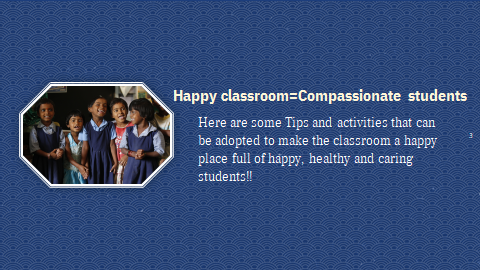 Happy classroom=Compassionate students
Here are some Tips and activities that can
be adopted to make the classroom a happy
place full of happy, healthy and caring
students!!
3